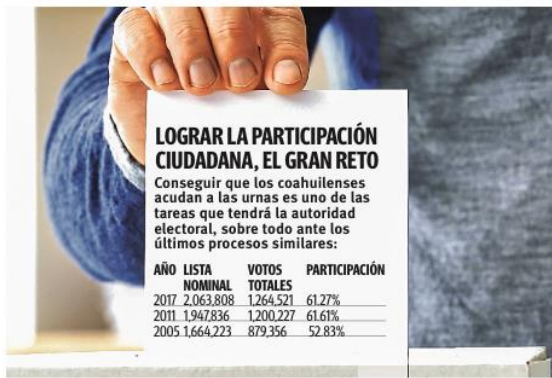 LOGRAR LA PARTICIPACIÓN
CIUDADANA, EL GRAN RETO
Conseguir que los coahuilenses
acudan a las urnas es uno de las
tareas que tendrá la autoridad
electoral, sobre todo ante los
últimos procesos similares:
AÑO LISTA NOMINAL VOTOS TOTALES PARTICIPACIÓN
2017 2,063,808 1,264,521 61.27%
2011 1,947,836 1,200,227 61.61%
2005 1,664,223 879,356 52.83%